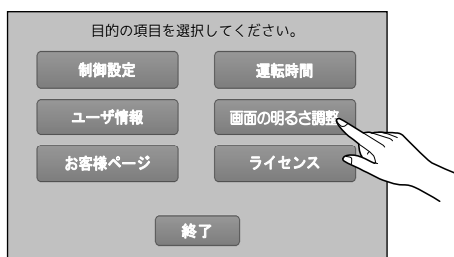 目的の項目を選択してください。
制御設定
運転時間
ユーザ情報
画面の明るさ調整
お客様ページ
ライセンス
終了